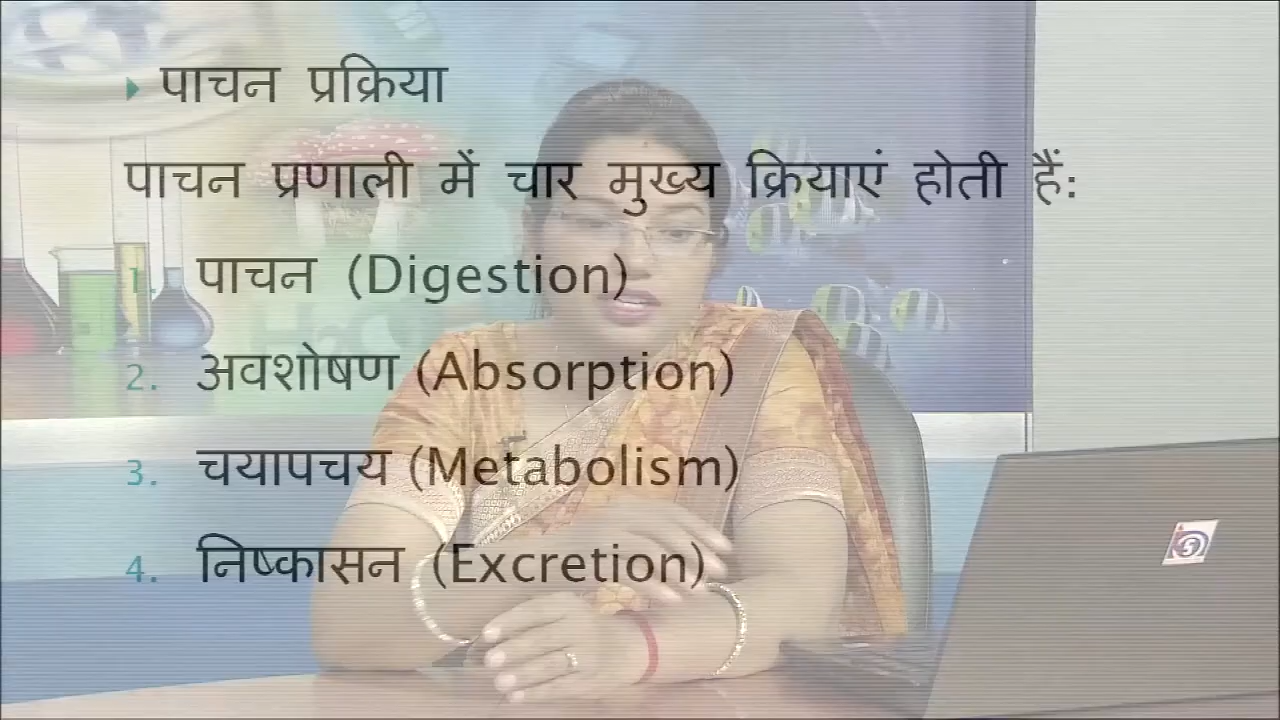 पाचन प्रक्रिया
पाचन प्रणाली में चार मुख्य क्रियाएं होती हैं:
1. पाचन (Digestion)
2. अवशोषण (Absorption)
3. चयापचय (Metabolism)
4. निष्कासन (Excretion)